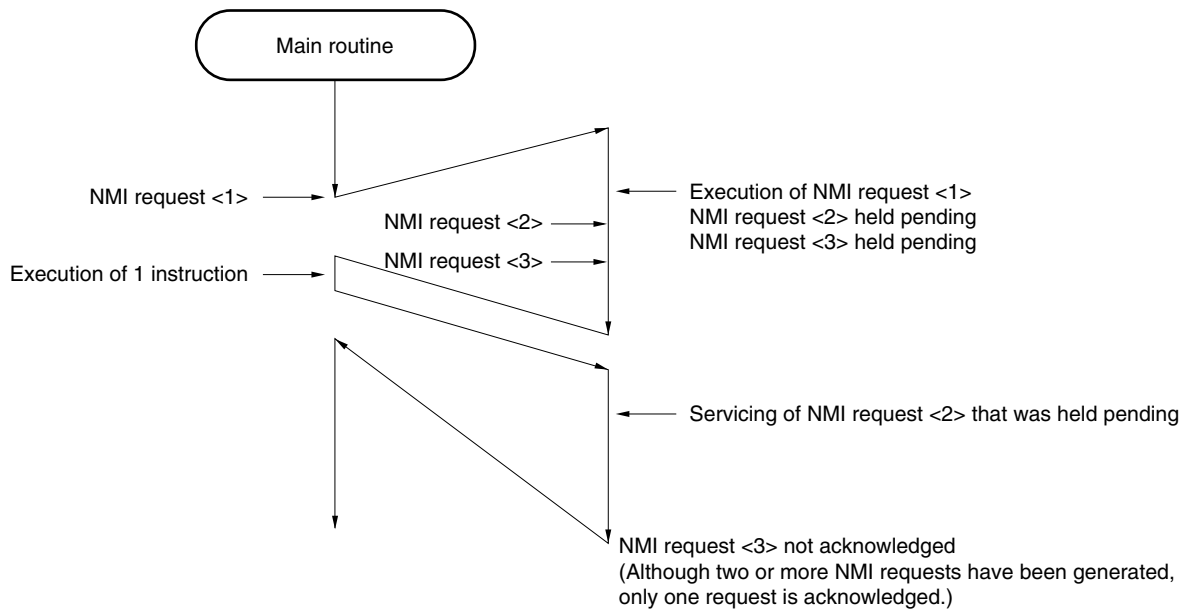 Main routine
NMI request <1>
Execution of NMI request <1>
NMI request <2> held pending
NMI request <3> held pending
NMI request <2>
NMI request <3>
Execution of 1 instruction
Servicing of NMI request <2> that was held pending
NMI request <3> not acknowledged
(Although two or more NMI requests have been generated,
only one request is acknowledged.)